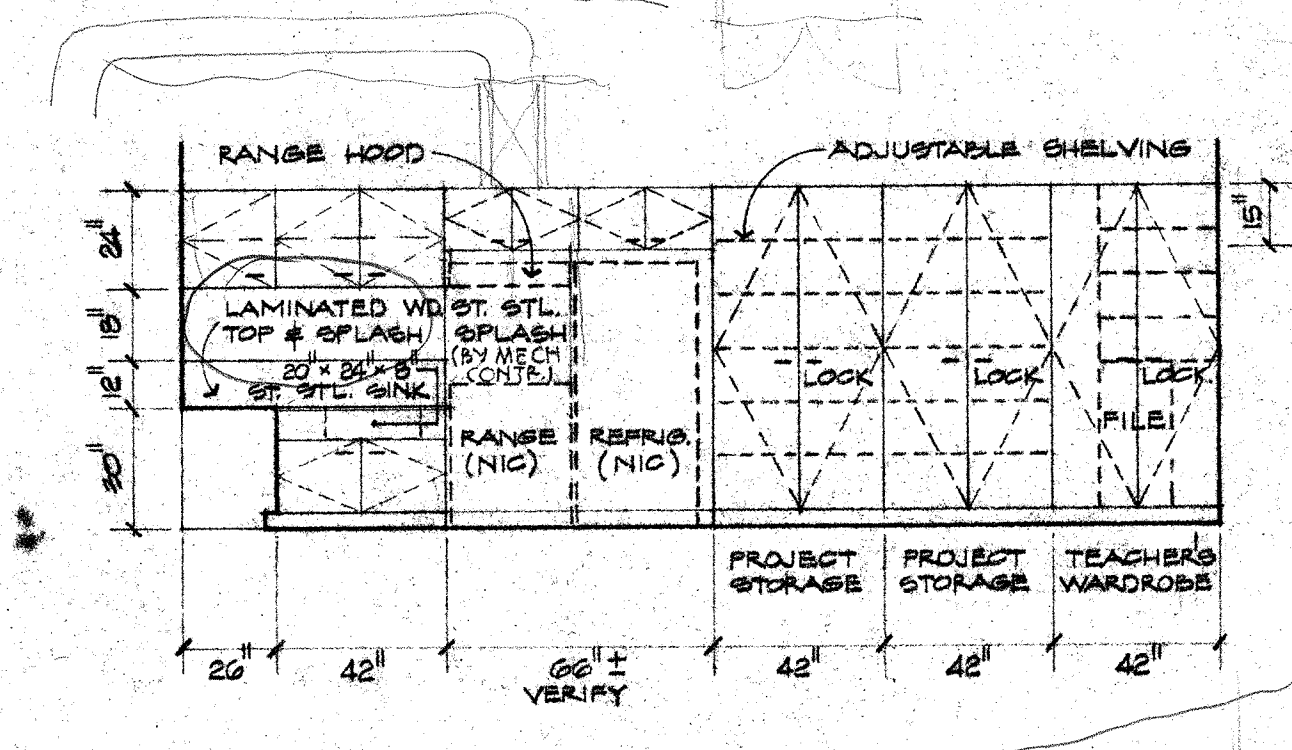 RANGE HOOD
ADJUSTABLE SHELVING
24"
18"
12"
30"
15"
LAMINATED WD.
TOP & SPLASH
ST. STL.
SPLASH
(BY MECH
CONTR.)
20" x 24" x 8"
ST. STL. SINK
RANGE
(NIC)
REFRIG.
(NIC)
LOCK
LOCK
LOCK
FILE
PROJECT
STORAGE
PROJECT
STORAGE
TEACHER'S
WARDROBE
26"
42"
66" ±
VERIFY
42"
42"
42"